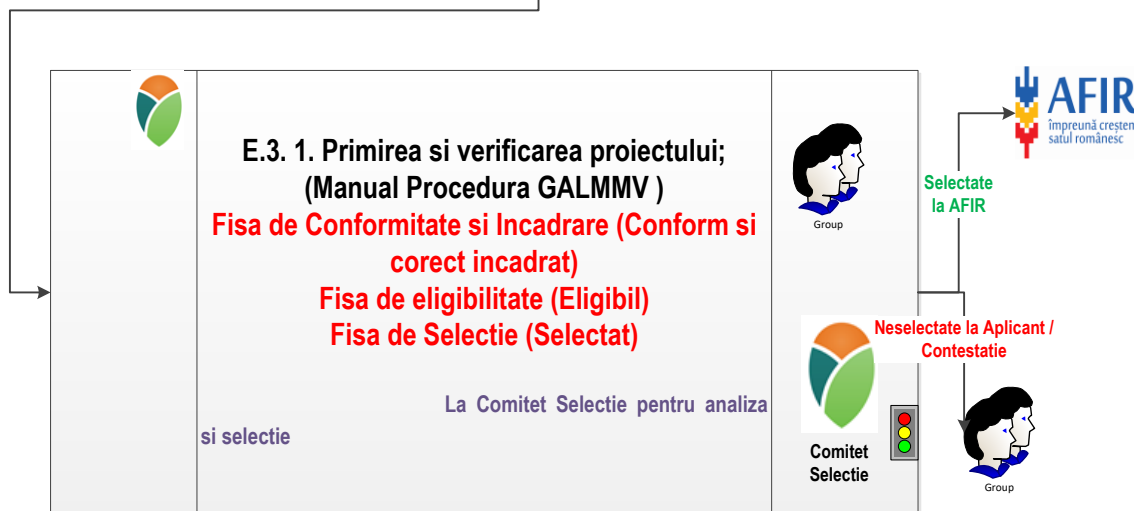 E.3. 1. Primirea si verificarea proiectului;
(Manual Procedura GALMMV )
Fisa de Conformitate si Incadrare (Conform si
corect incadrat)
Fisa de eligibilitate (Eligibil)
Fisa de Selectie (Selectat)
La Comitet Selectie pentru analiza
si selectie
Group
Comitet
Selectie
AFIR
împreună creștem
satul românesc
Selectate
la AFIR
Neselectate la Aplicant /
Contestatie
Group